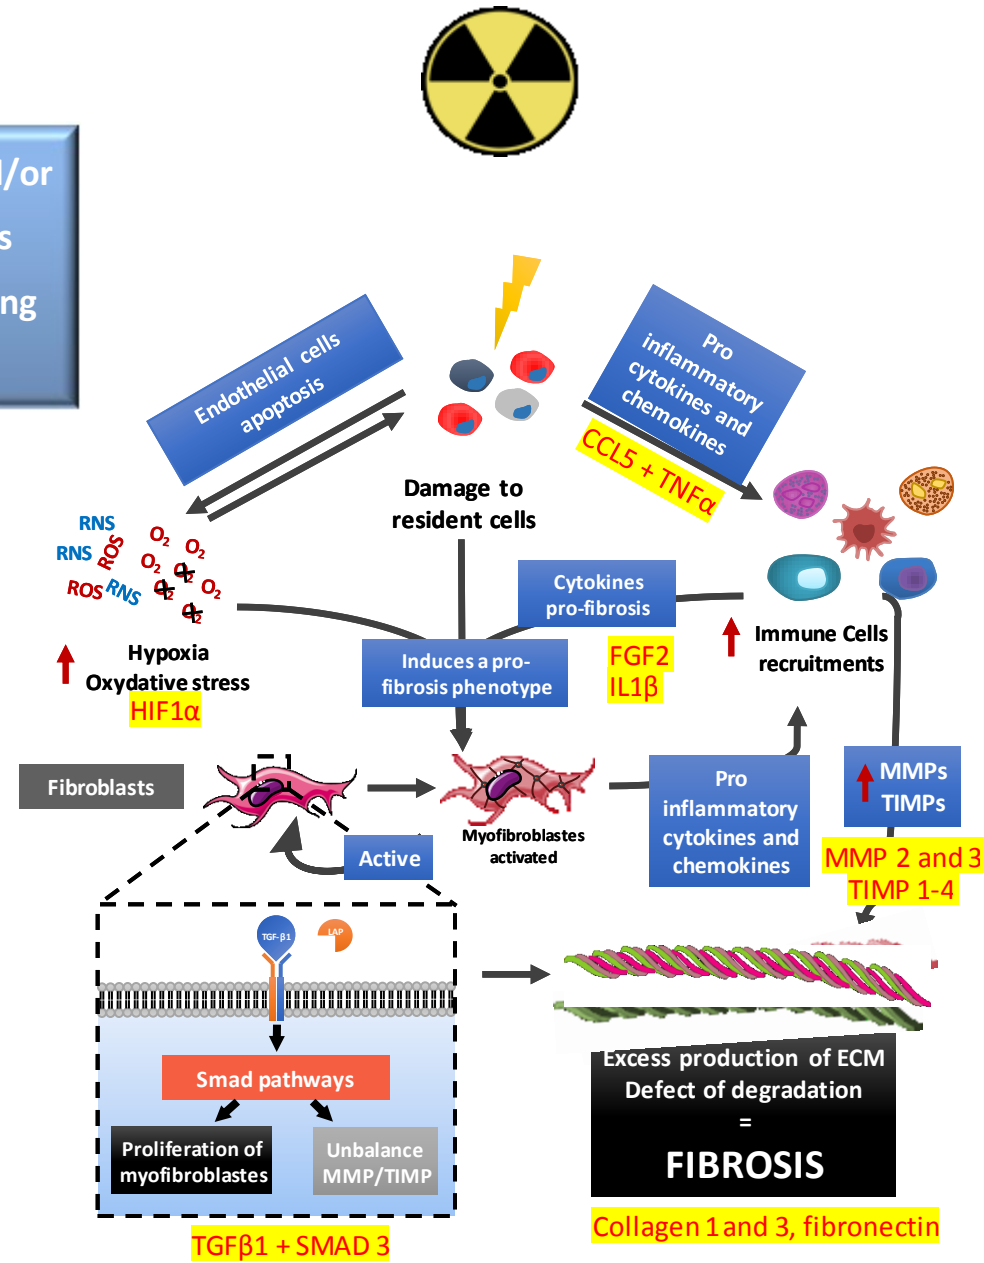 /or
s
ng
Endothelial cells
apoptosis
Pro
inflammatory
cytokines and
chemokines
CCL5 + TNFα
Damage to
resident cells
RNS
RNS
ROS
ROS
RNS
O2
O2
O2
O2
O2
O2
O2
Hypoxia
Oxydative stress
HIF1α
Cytokines
pro-fibrosis
FGF2
IL1β
Immune Cells
recruitments
Induces a pro-
fibrosis phenotype
Fibroblasts
Myofibroblastes
activated
Active
Pro
inflammatory
cytokines and
chemokines
MMPs
TIMPs
MMP 2 and 3
TIMP 1-4
TGF-β1
LAP
Smad pathways
Proliferation of
myofibroblastes
Unbalance
MMP/TIMP
TGFβ1 + SMAD 3
Excess production of ECM
Defect of degradation
=
FIBROSIS
Collagen 1 and 3, fibronectin